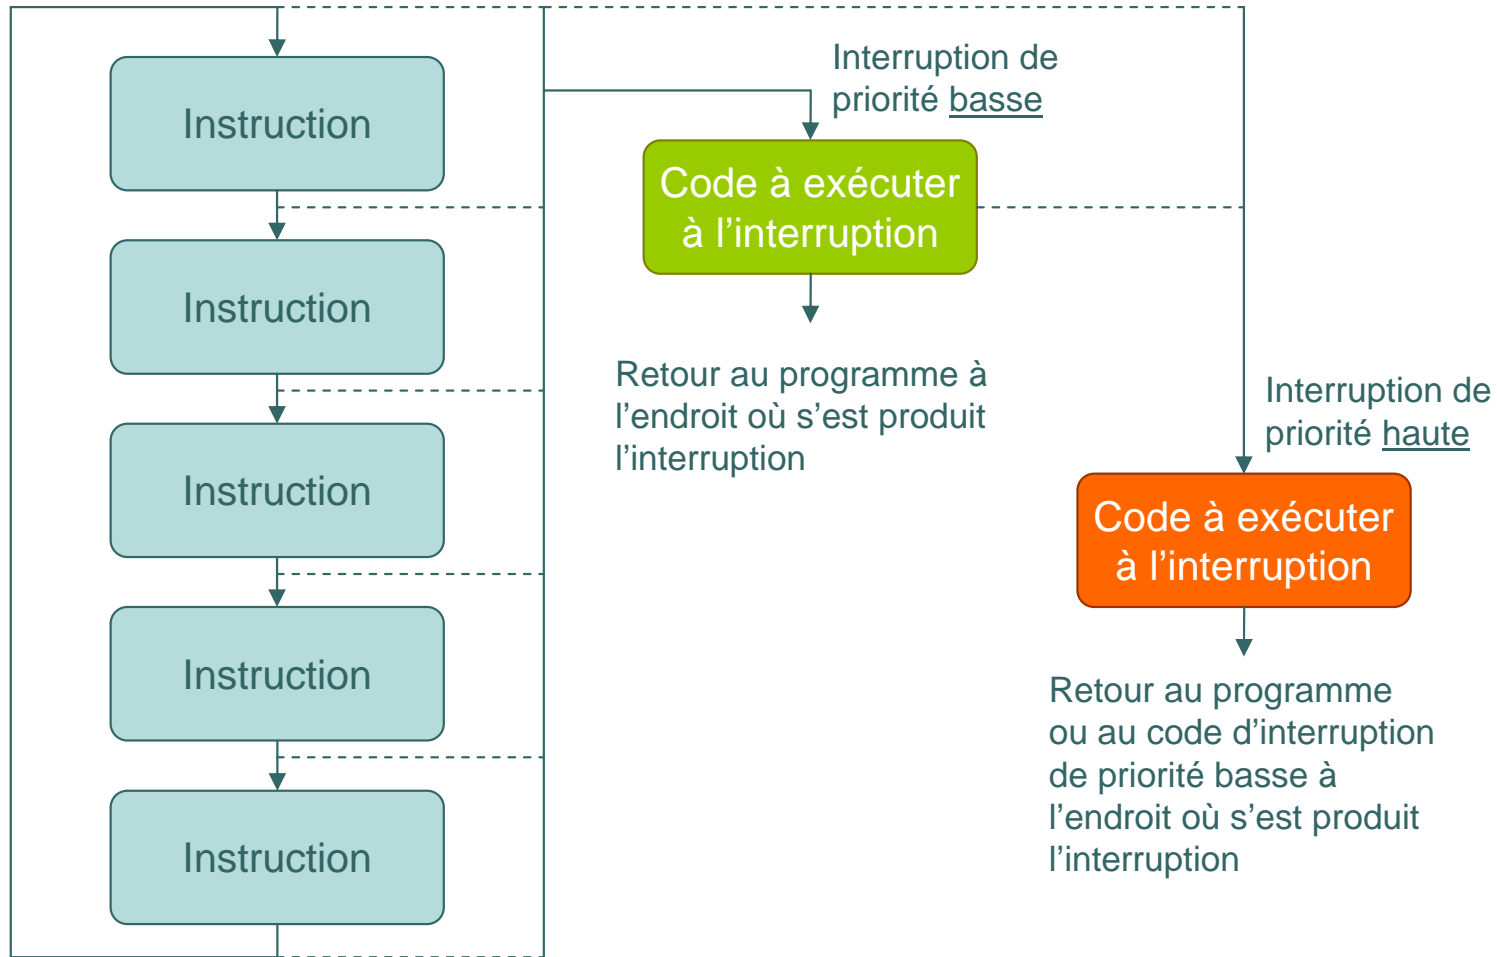 Instruction
Instruction
Instruction
Instruction
Instruction
Interruption de
priorité basse
Code à exécuter
à l’interruption
Retour au programme à
l’endroit où s’est produit
l’interruption
Interruption de
priorité haute
Code à exécuter
à l’interruption
Retour au programme
ou au code d’interruption
de priorité basse à
l’endroit où s’est produit
l’interruption